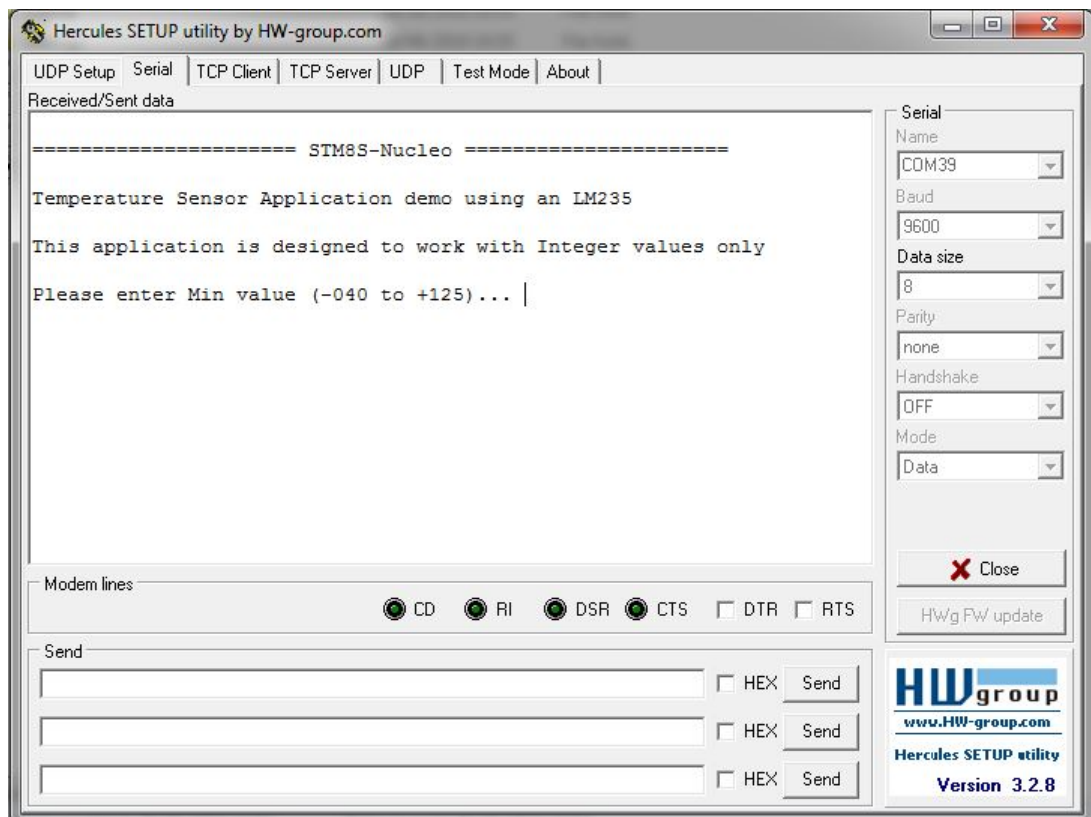 Hercules SETUP utility by HW-group.com
UDP Setup Serial TCP Client TCP Server UDP Test Mode About
Received/Sent data
====================== STM8S-Nucleo ======================
Temperature Sensor Application demo using an LM235
This application is designed to work with Integer values only
Please enter Min value (-040 to +125)...
Serial
Name
COM39
Baud
9600
Data size
8
Parity
none
Handshake
OFF
Mode
Data
Close
HWg FW update
Modem lines
CD RI DSR CTS DTR RTS
Send
HEX Send
HEX Send
HEX Send
HW group
www.HW-group.com
Hercules SETUP utility
Version 3.2.8